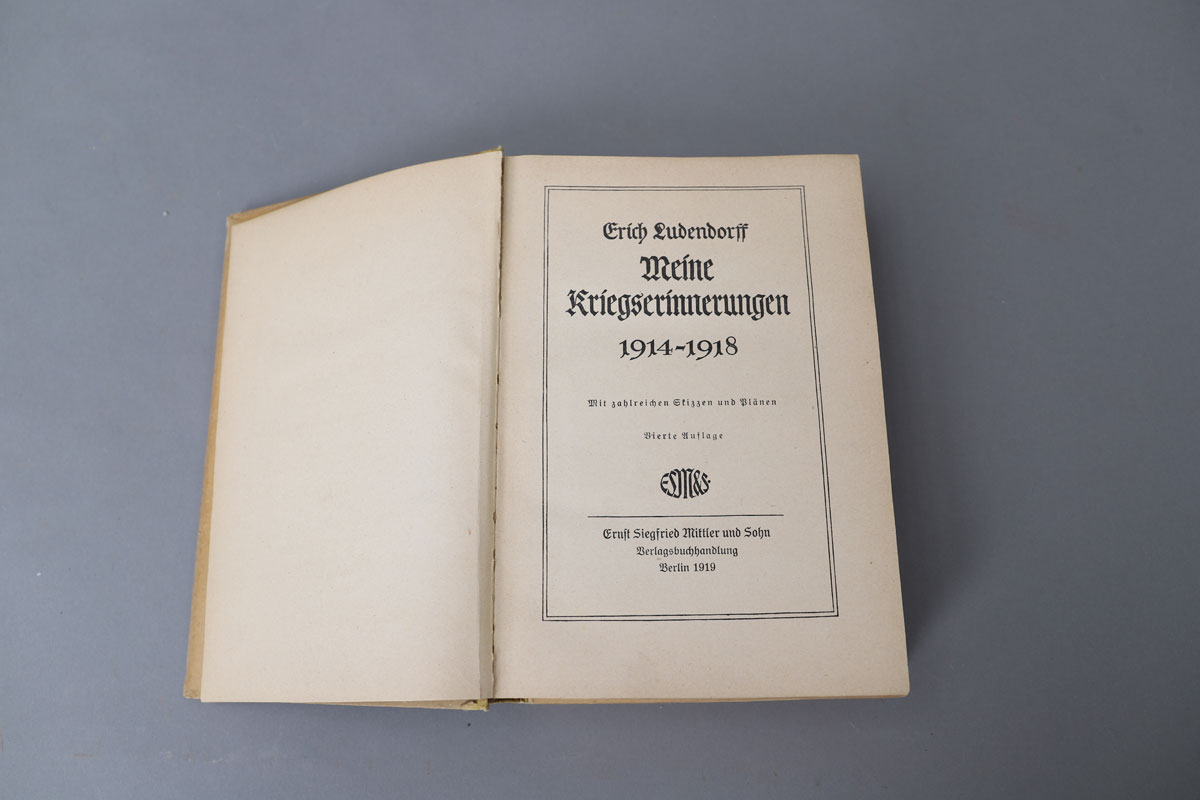 Erich Ludendorff
Meine
Kriegserinnerungen
1914-1918
Mit zahlreichen Skizzen und Plänen
Vierte Auflage
ESM&S.
Ernst Siegfried Mittler und Sohn
Verlagsbuchhandlung
Berlin 1919